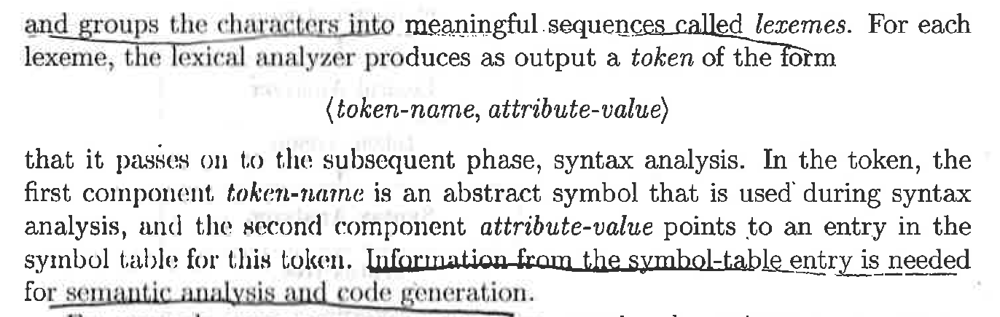 and groups the characters into meaningful sequences called lexemes. For each
lexeme, the lexical analyzer produces as output a token of the form
⟨token-name, attribute-value⟩
that it passes on to the subsequent phase, syntax analysis. In the token, the
first component token-name is an abstract symbol that is used during syntax
analysis, and the second component attribute-value points to an entry in the
symbol table for this token. Information from the symbol-table entry is needed
for semantic analysis and code generation.